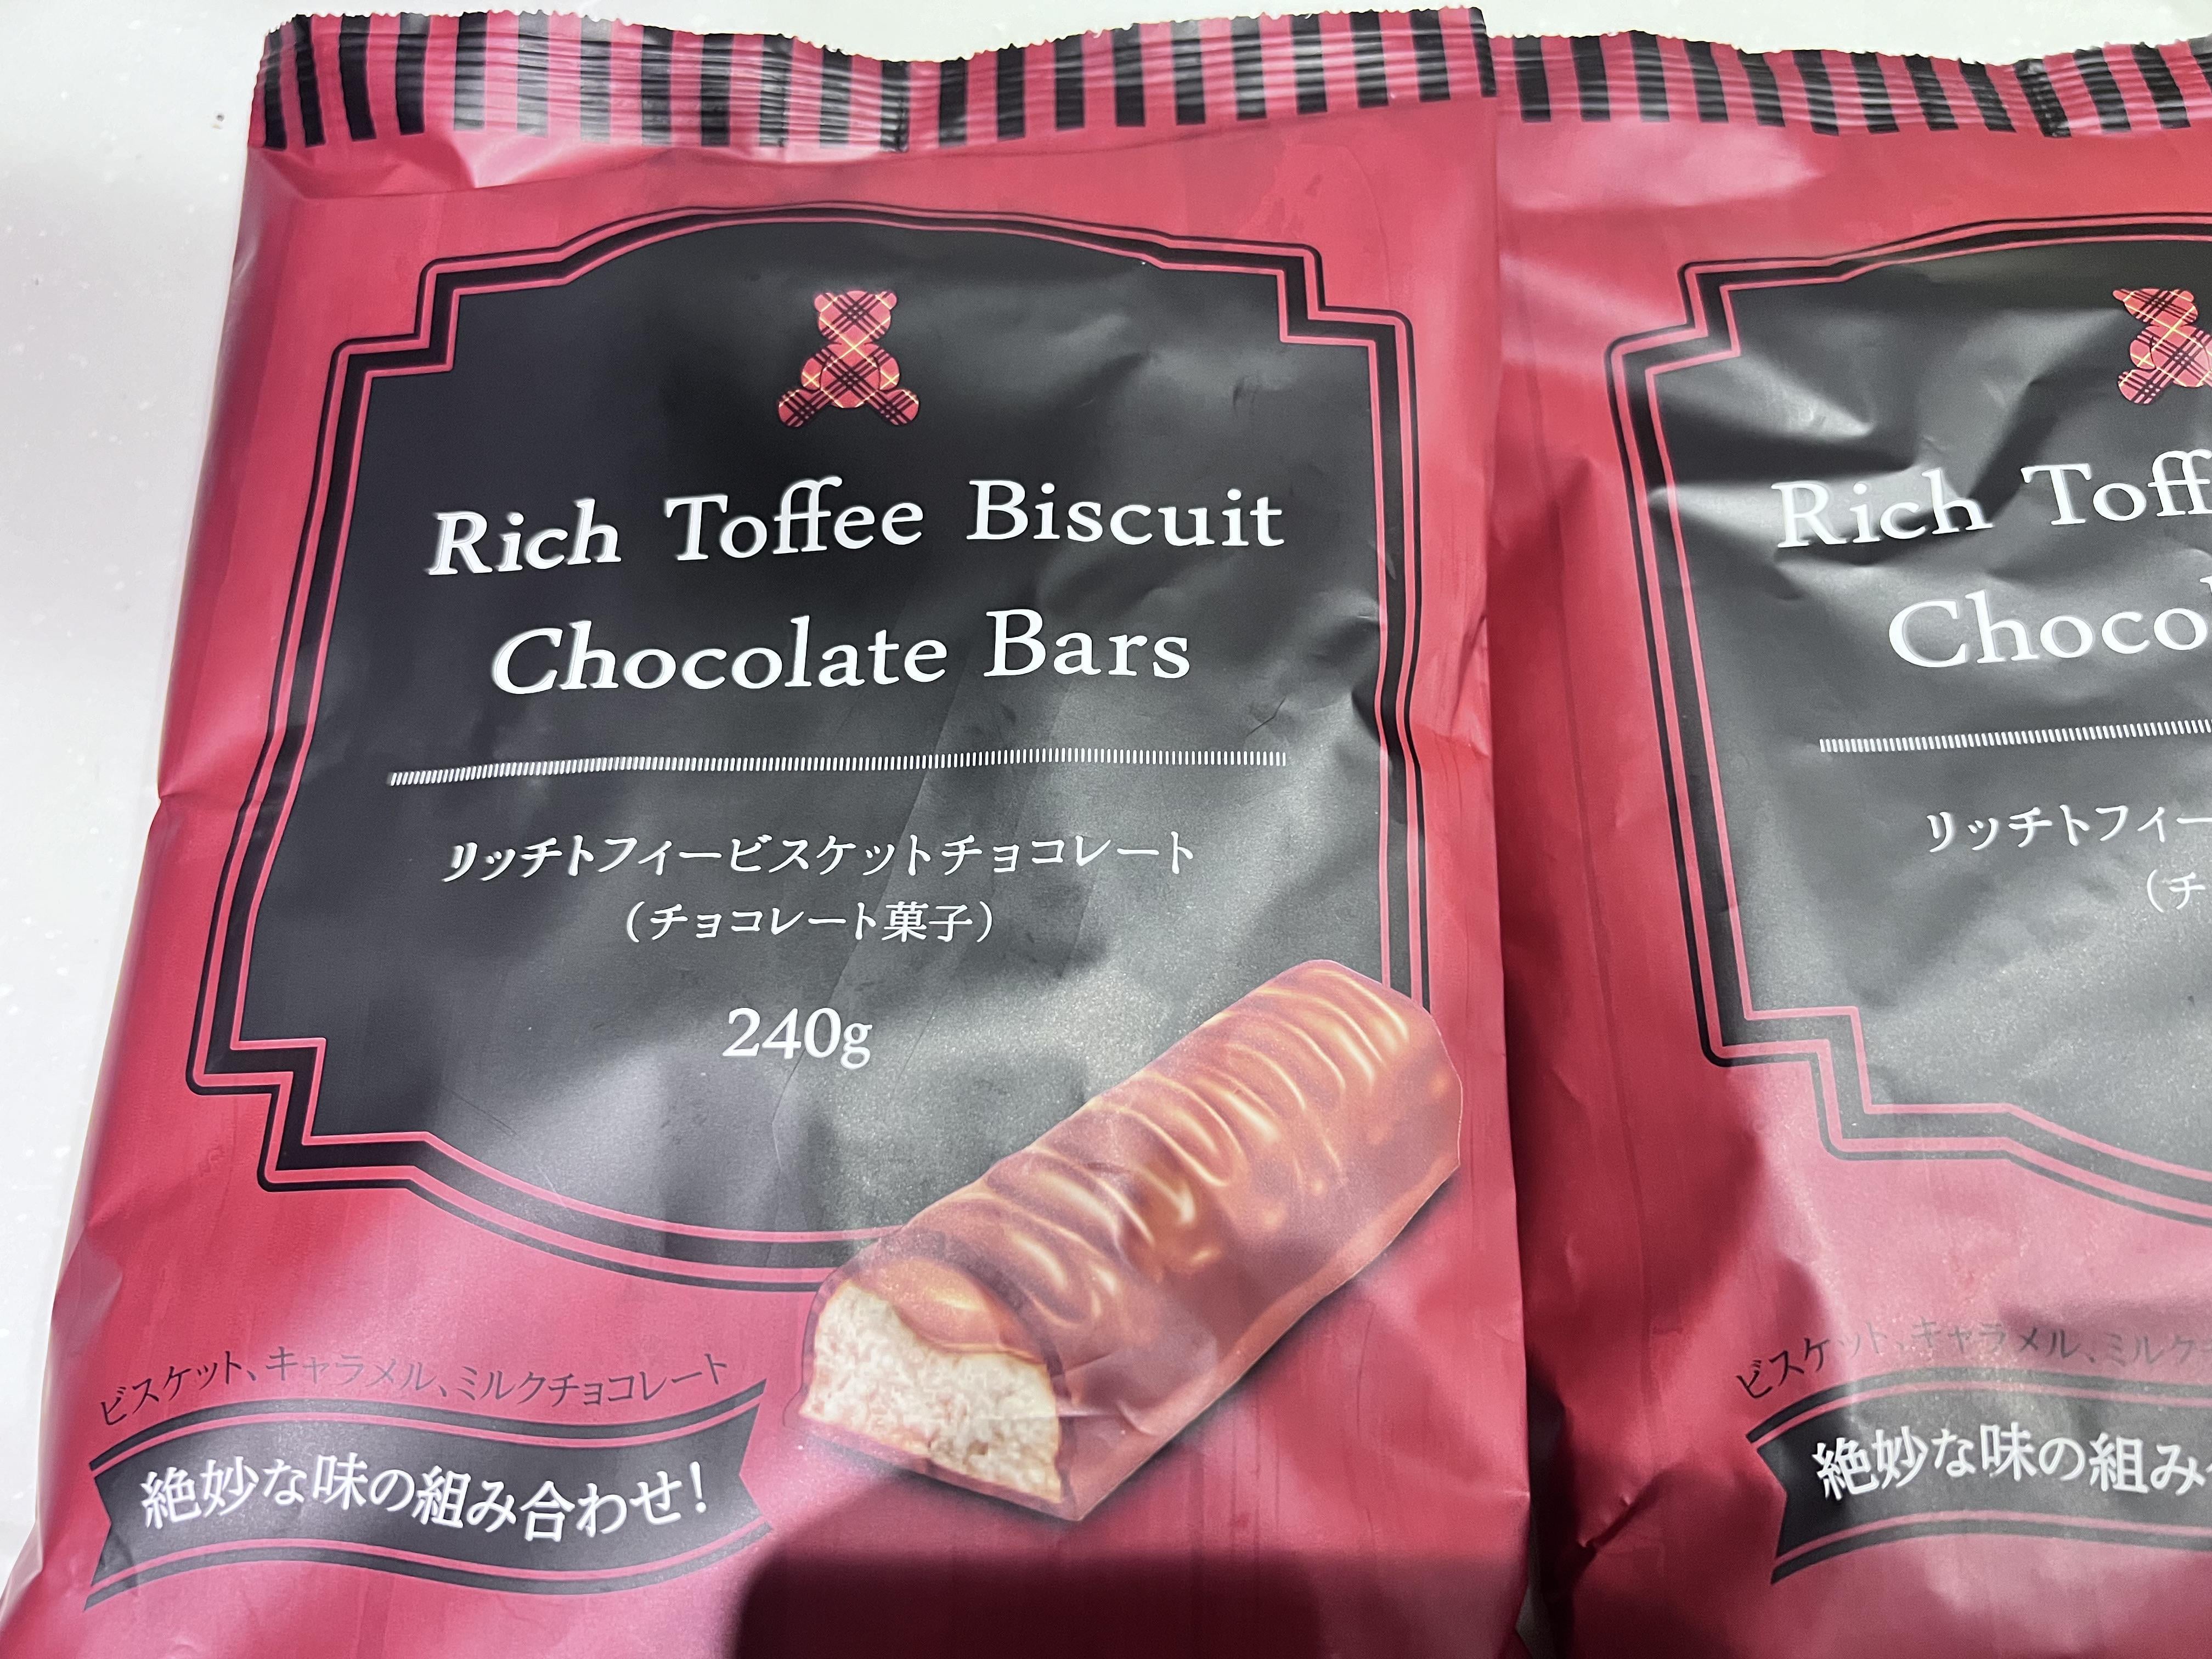 Rich Toffee Biscuit
Chocolate Bars
リッチトフィービスケットチョコレート
(チョコレート菓子)
240g
ビスケット、キャラメル、ミルクチョコレート
絶妙な味の組み合わせ!
Rich Toff
Choco
リッチトフィー
(チ
ビスケット、キャラメル、ミルク
絶妙な味の組み